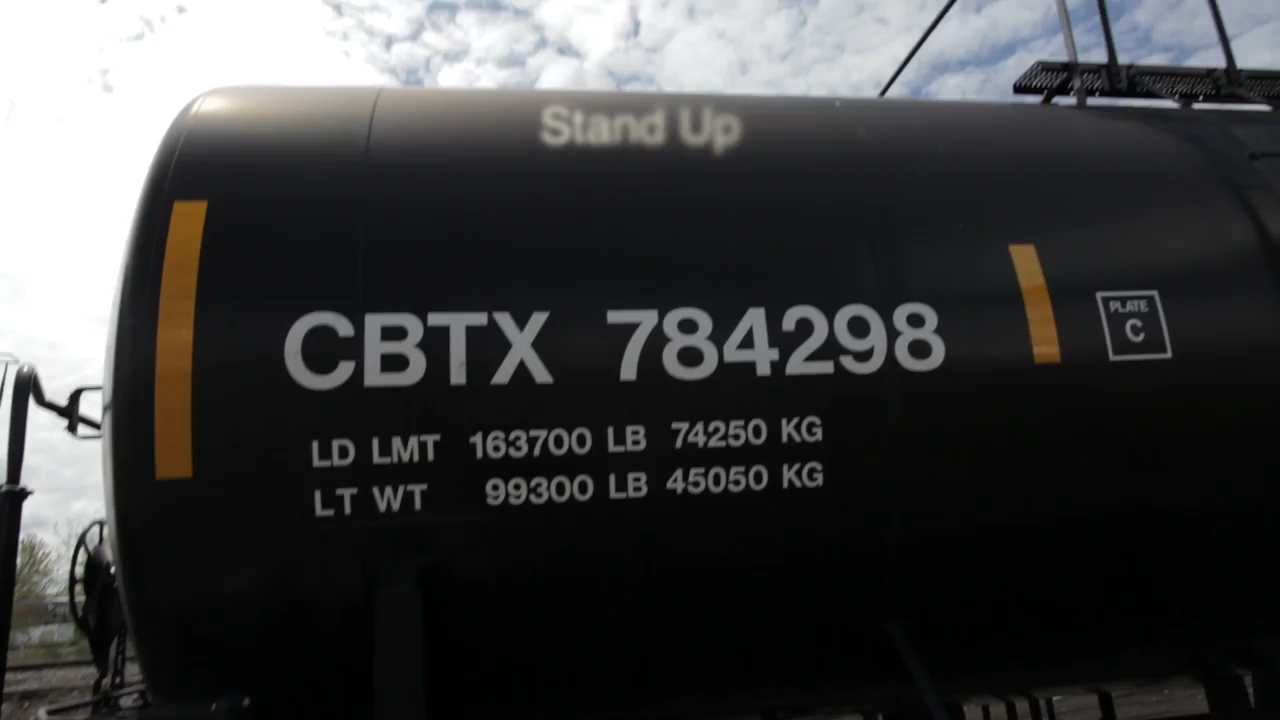 Stand Up
CBTX 784298
PLATE
C
LD LMT 163700 LB 74250 KG
LT WT 99300 LB 45050 KG